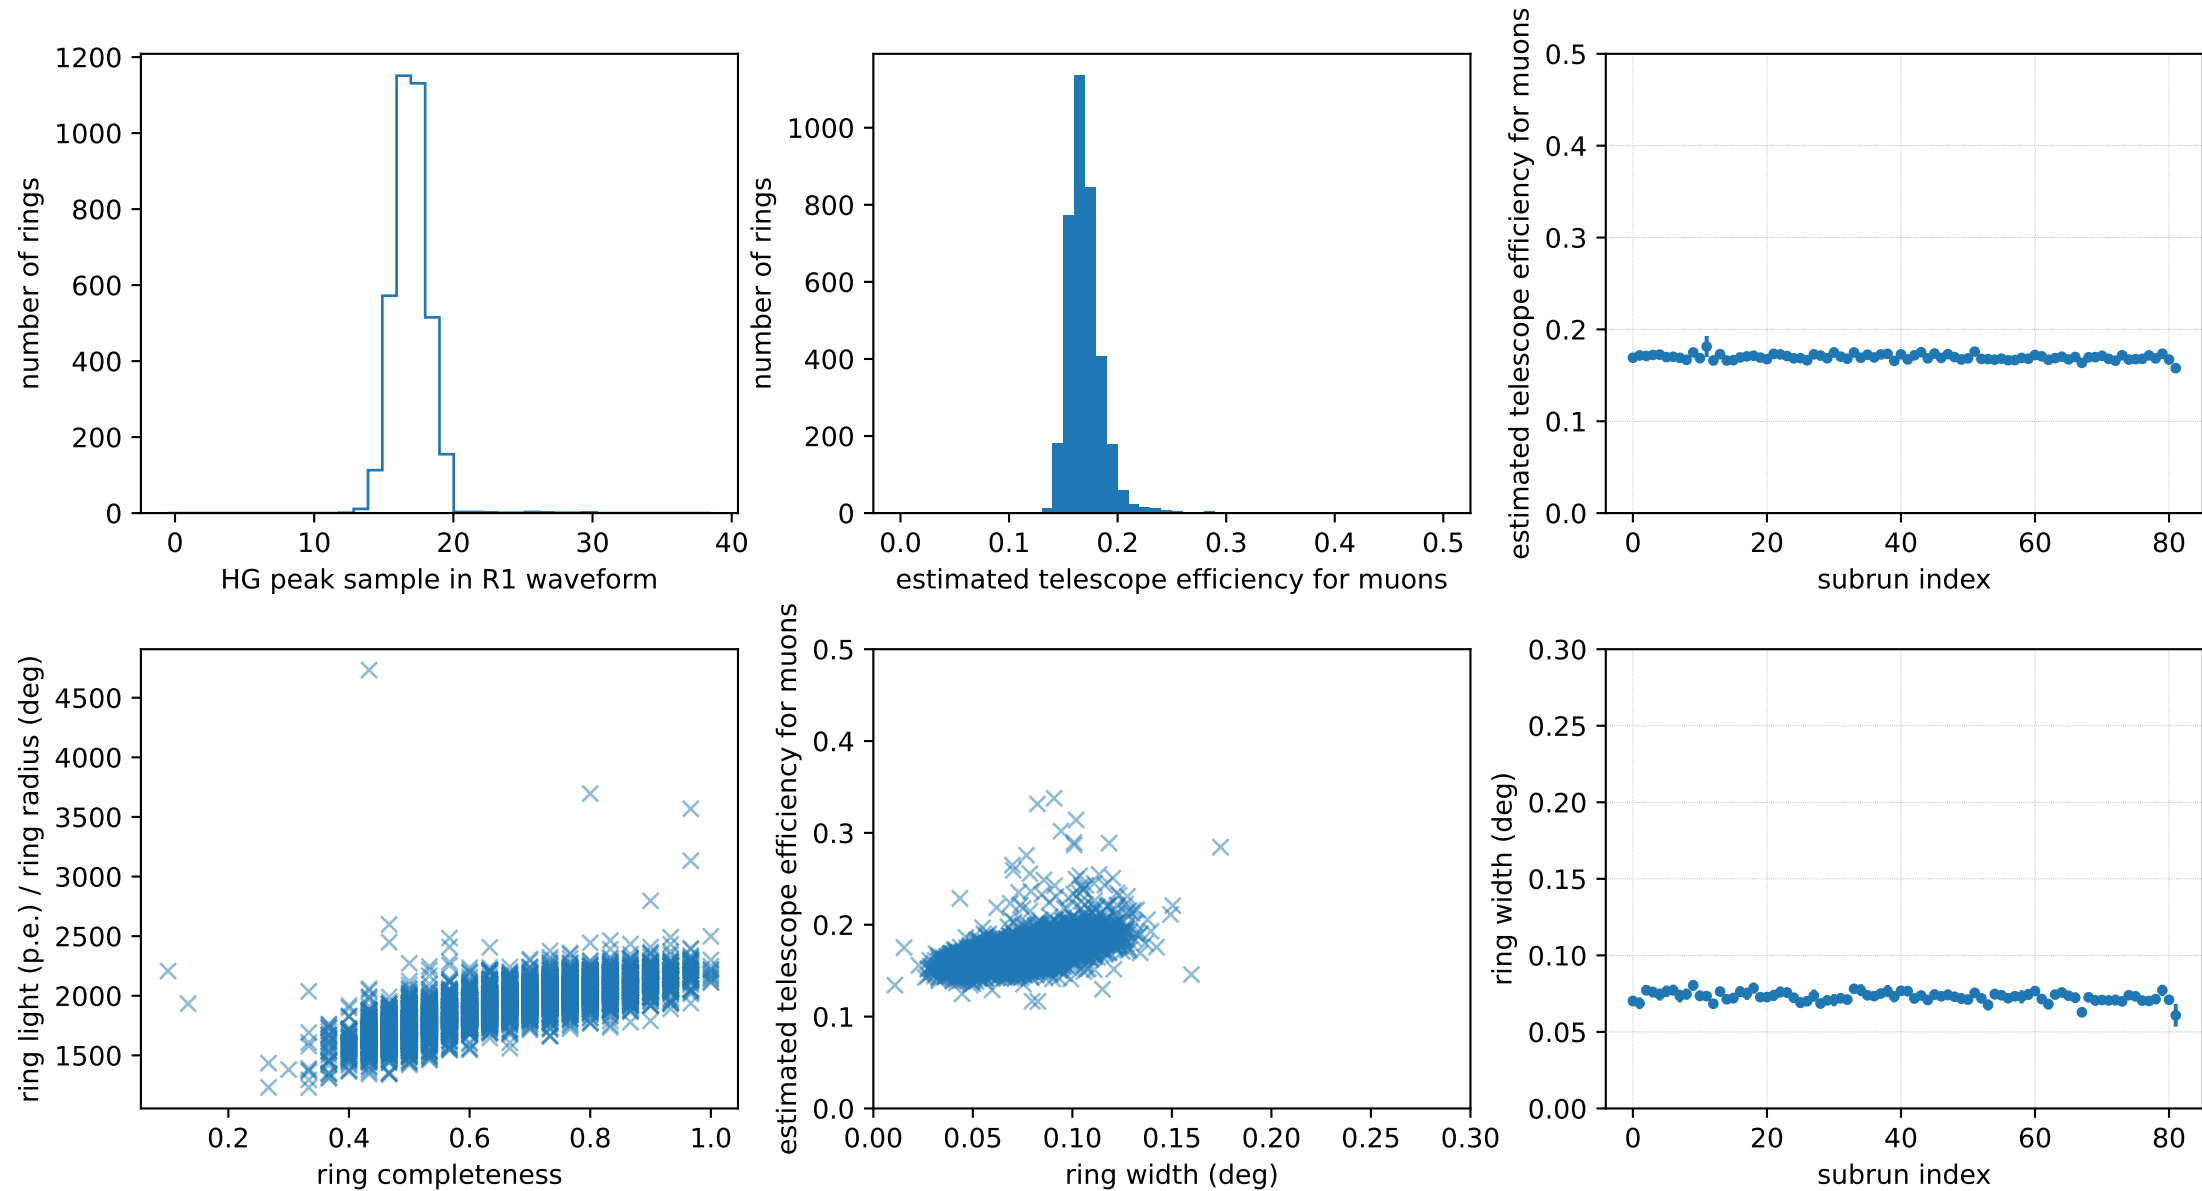 1200
1000
800
600
400
200
0
number of rings
0 10 20 30 40
HG peak sample in R1 waveform
1000
800
600
400
200
0
number of rings
0.0 0.1 0.2 0.3 0.4 0.5
estimated telescope efficiency for muons
0.5
0.4
0.3
0.2
0.1
0.0
estimated telescope efficiency for muons
0 20 40 60 80
subrun index
4500
4000
3500
3000
2500
2000
1500
ring light (p.e.) / ring radius (deg)
0.2 0.4 0.6 0.8 1.0
ring completeness
0.5
0.4
0.3
0.2
0.1
0.0
estimated telescope efficiency for muons
0.00 0.05 0.10 0.15 0.20 0.25 0.30
ring width (deg)
0.30
0.25
0.20
0.15
0.10
0.05
0.00
ring width (deg)
0 20 40 60 80
subrun index